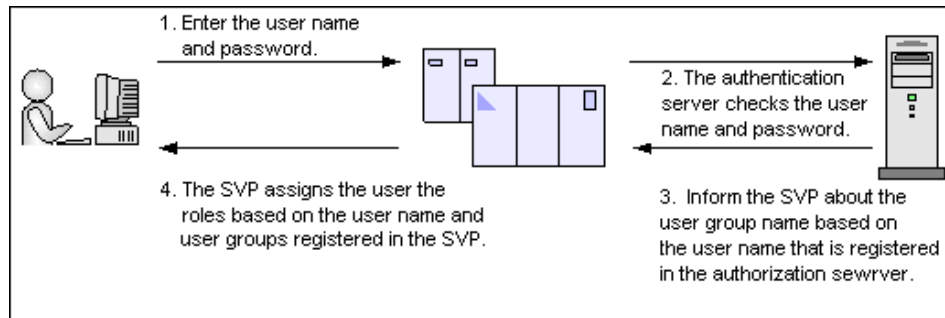 1. Enter the user name
and password.
2. The authentication
server checks the user
name and password.
3. Inform the SVP about the
user group name based on
the user name that is registered
in the authorization sewrver.
4. The SVP assigns the user the
roles based on the user name and
user groups registered in the SVP.